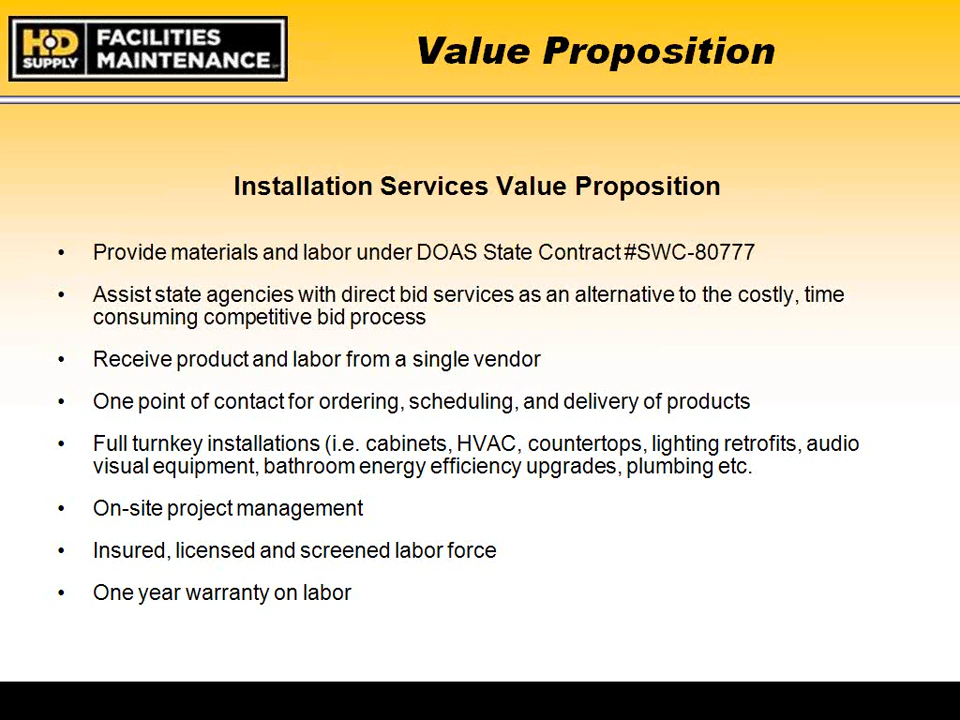 HD SUPPLY FACILITIES MAINTENANCE
Value Proposition
Installation Services Value Proposition
• Provide materials and labor under DOAS State Contract #SWC-80777
• Assist state agencies with direct bid services as an alternative to the costly, time
consuming competitive bid process
• Receive product and labor from a single vendor
• One point of contact for ordering, scheduling, and delivery of products
• Full turnkey installations (i.e. cabinets, HVAC, countertops, lighting retrofits, audio
visual equipment, bathroom energy efficiency upgrades, plumbing etc.
• On-site project management
• Insured, licensed and screened labor force
• One year warranty on labor